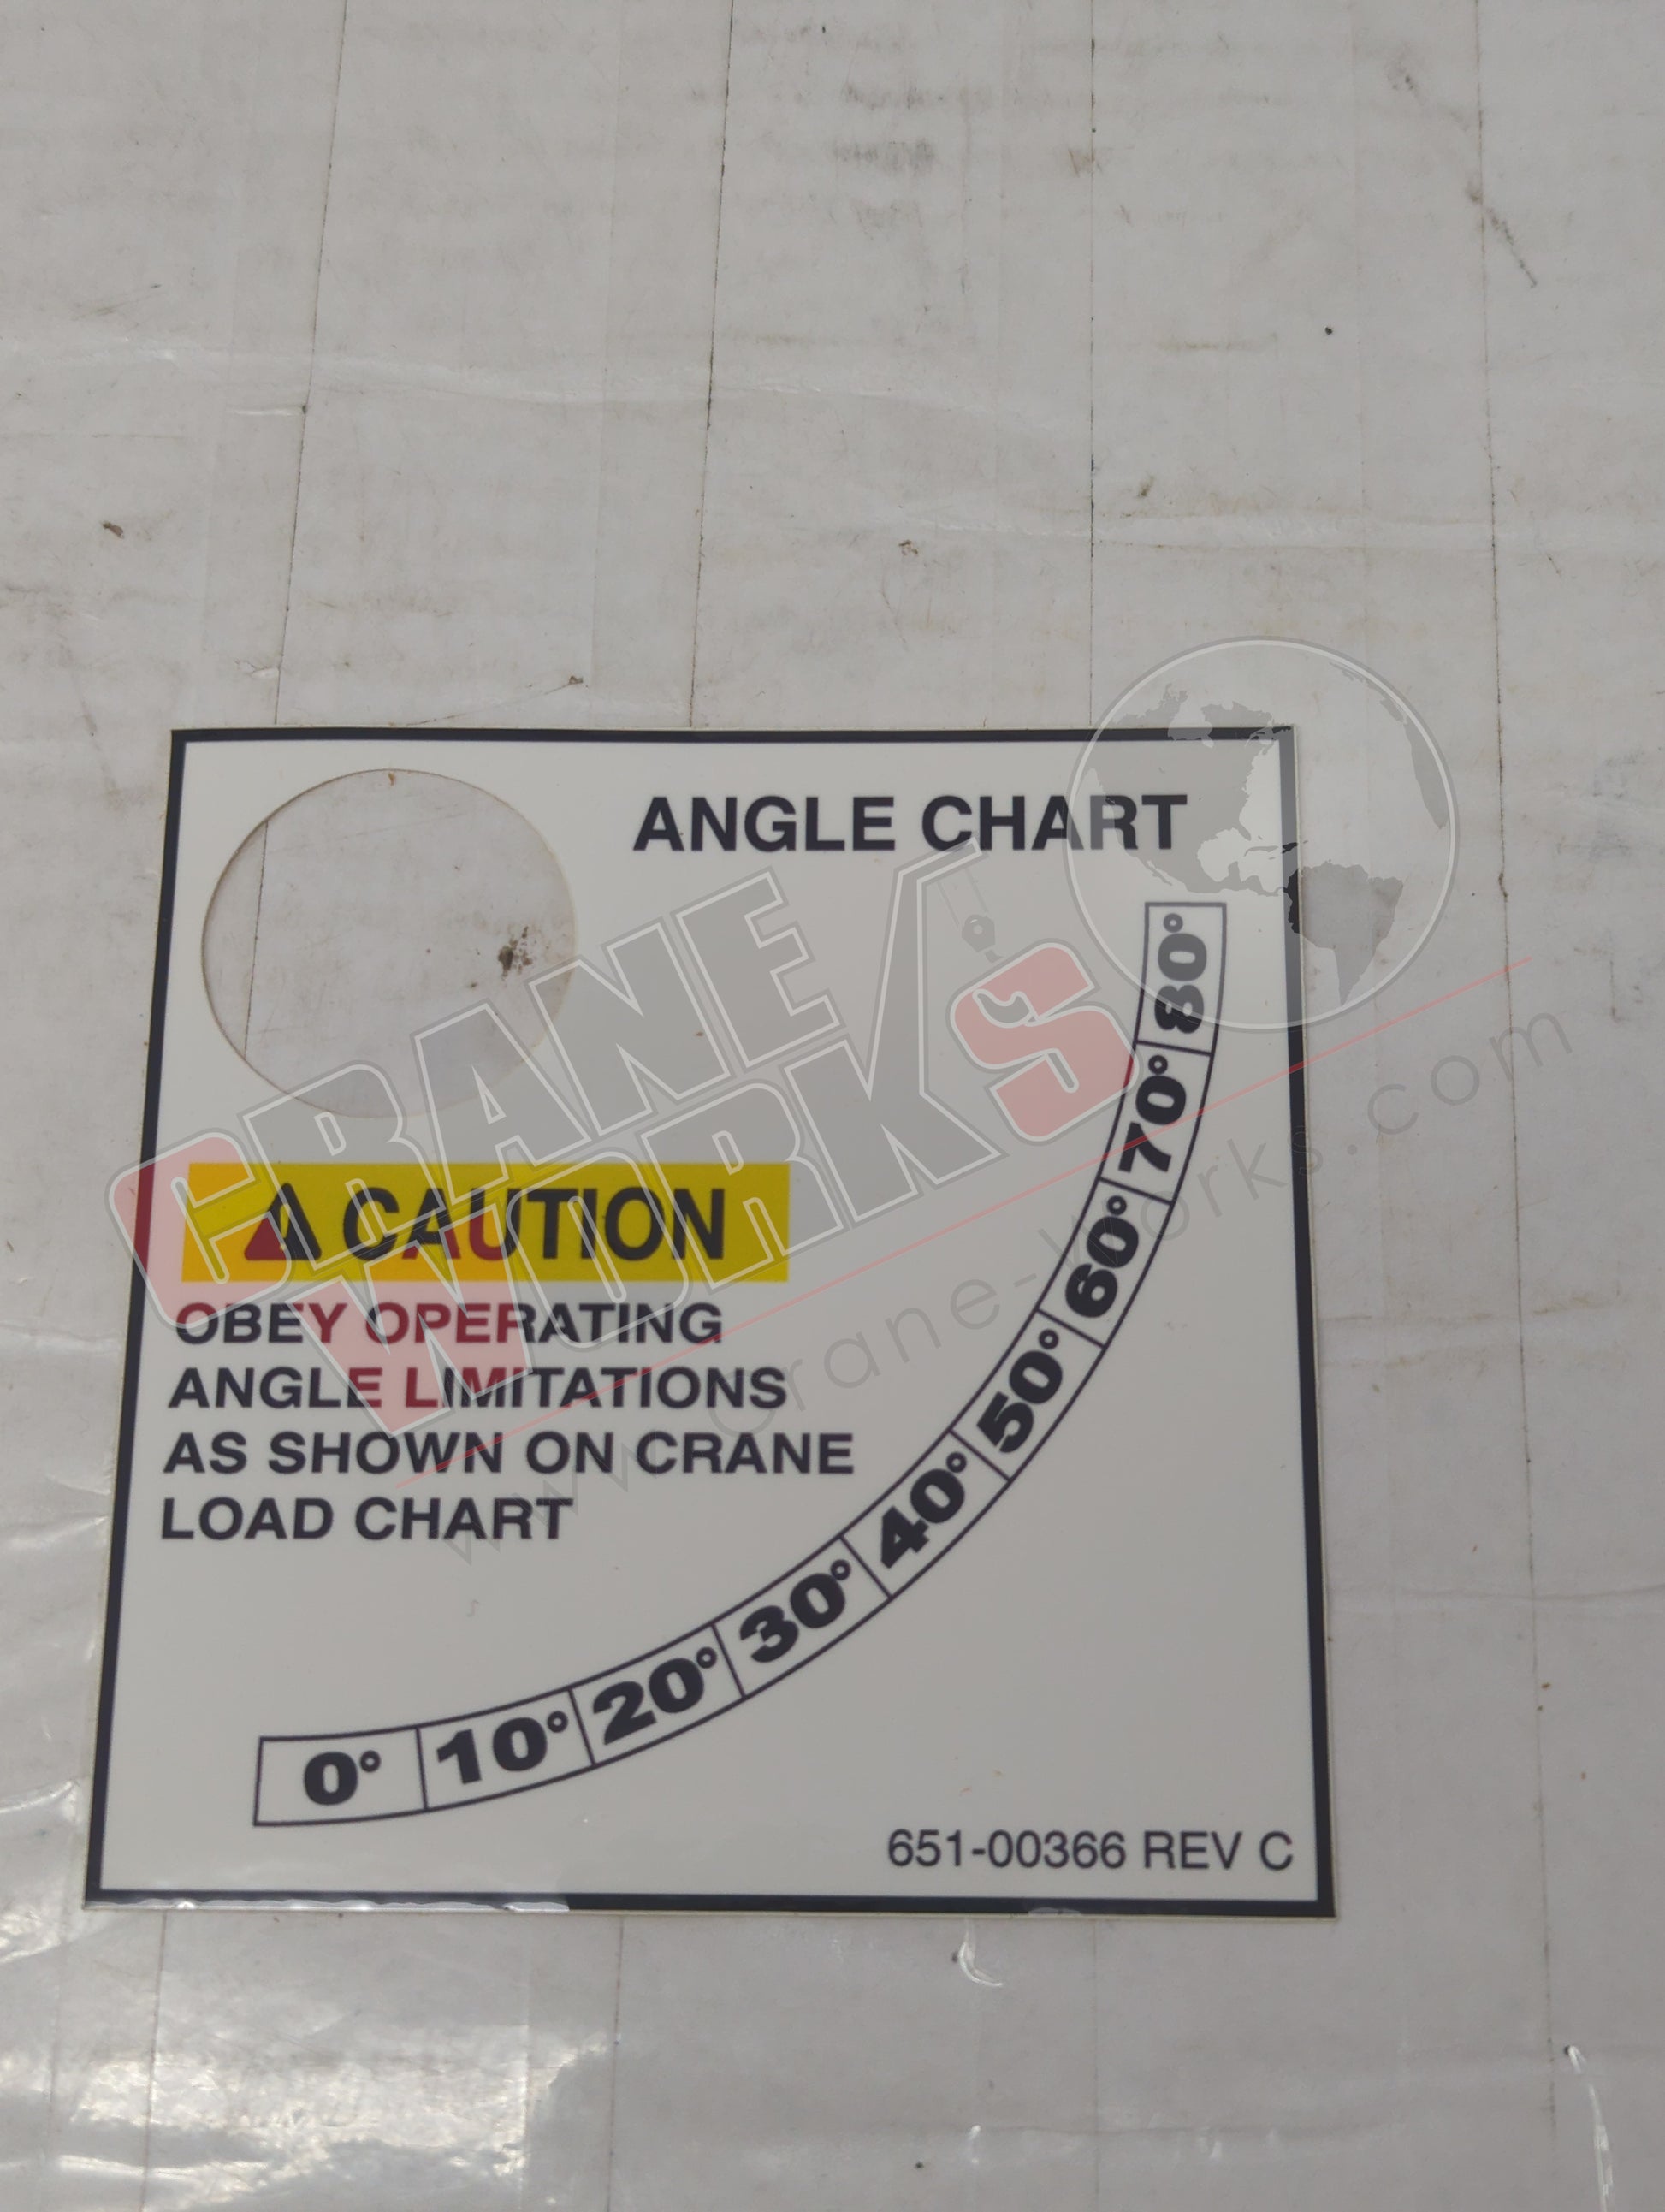 ANGLE CHART
CRANE
WORKS
www.crane-works.com
CAUTION
OBEY OPERATING
ANGLE LIMITATIONS
AS SHOWN ON CRANE
LOAD CHART
80°
70°
60°
50°
40°
30°
20°
10°
0°
651-00366 REV C